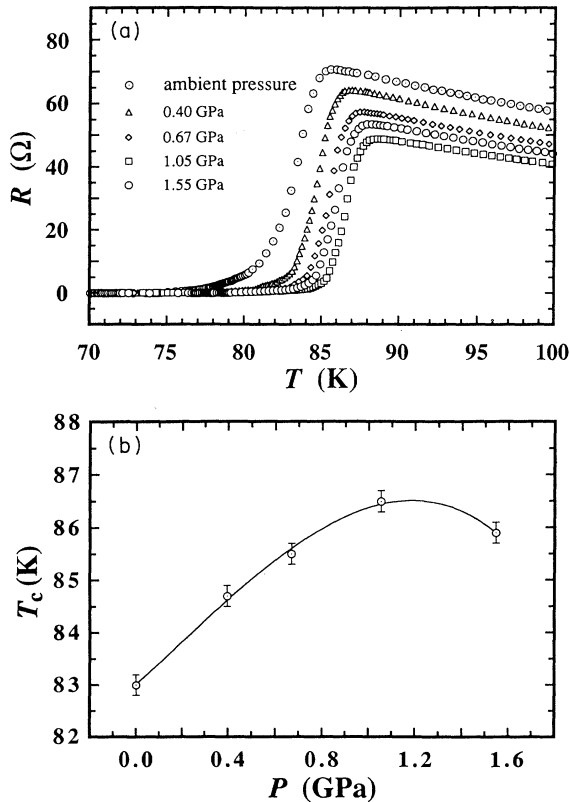 (a)
ambient pressure
0.40 GPa
0.67 GPa
1.05 GPa
1.55 GPa
80
60
40
20
0
R (Ω)
70 80 85 90 95 100
T (K)
(b)
88
87
86
85
84
83
82
T_c (K)
0.0 0.4 0.8 1.2 1.6
P (GPa)